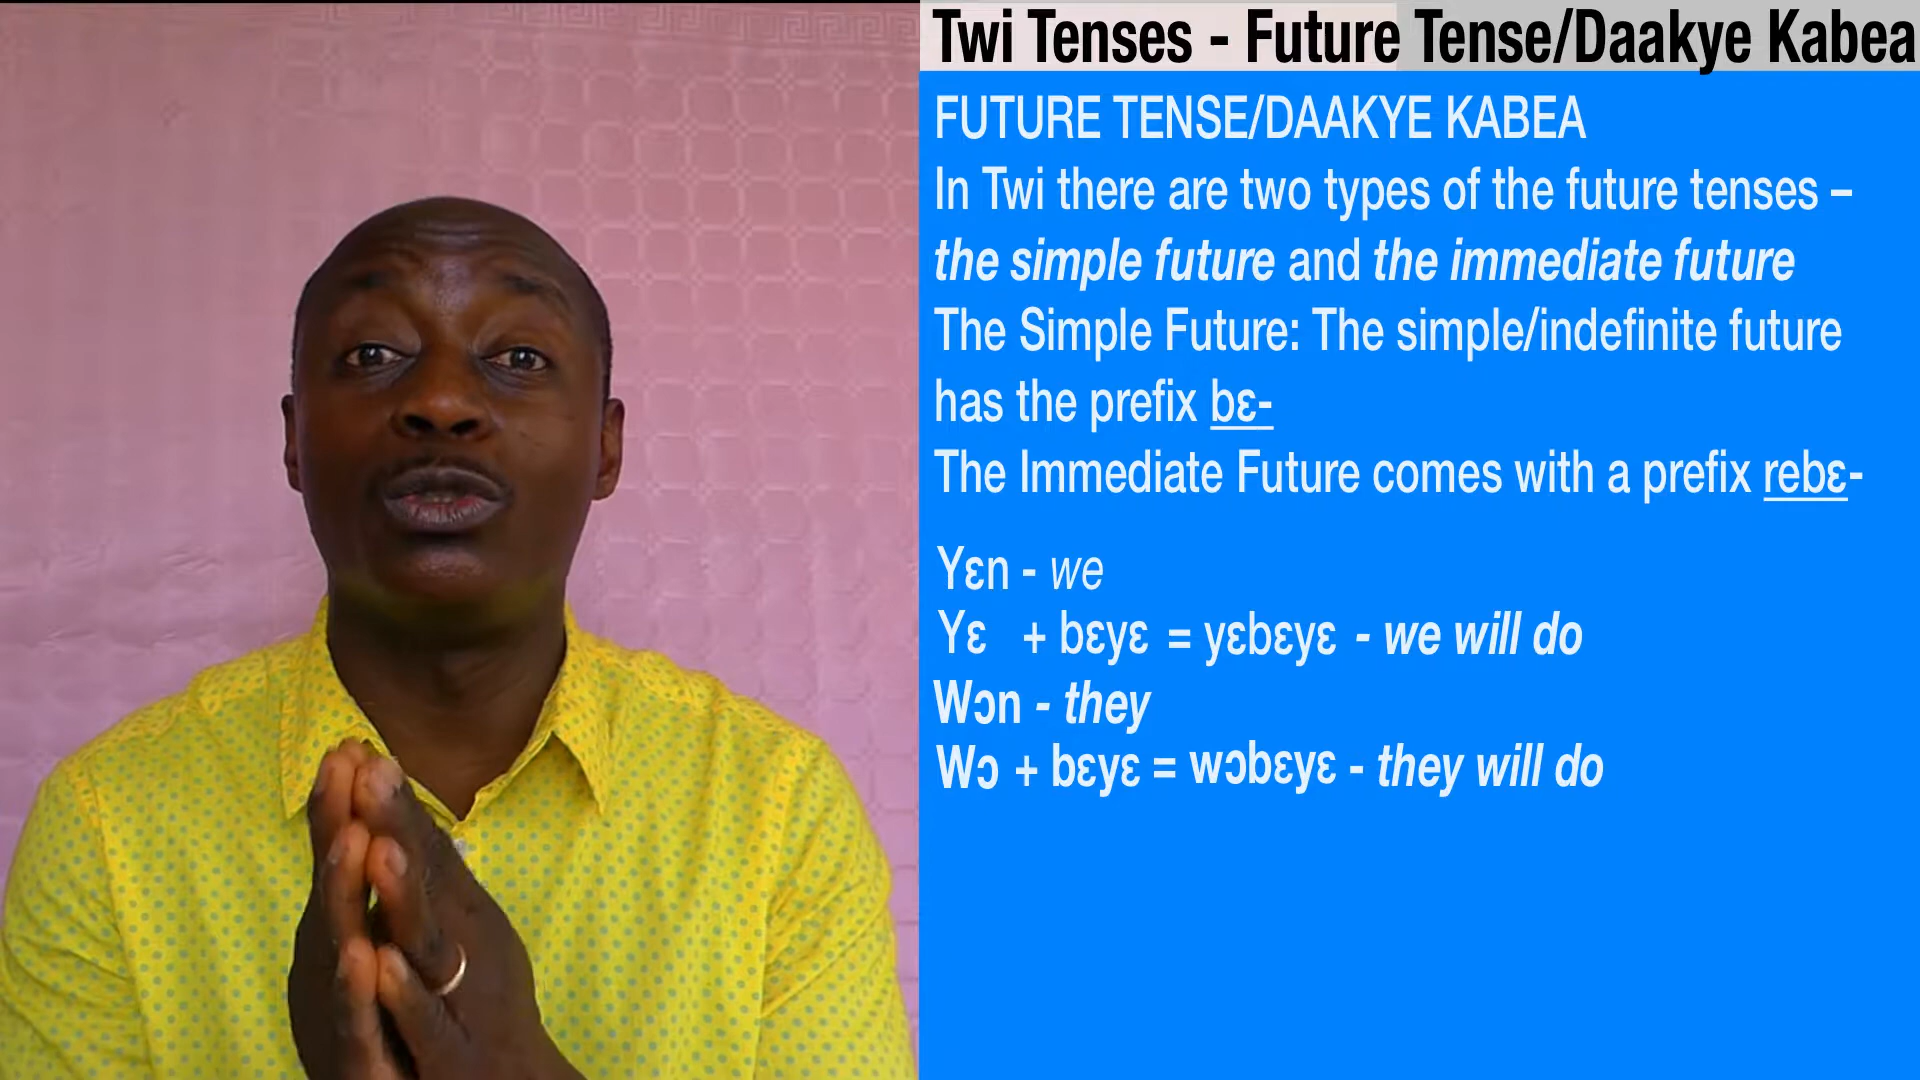 Twi Tenses - Future Tense/Daakye Kabea
FUTURE TENSE/DAAKYE KABEA
In Twi there are two types of the future tenses –
the simple future and the immediate future
The Simple Future: The simple/indefinite future
has the prefix bɛ-
The Immediate Future comes with a prefix rebɛ-
Yɛn - we
Yɛ + bɛyɛ = yɛbɛyɛ - we will do
Wɔn - they
Wɔ + bɛyɛ = wɔbɛyɛ - they will do